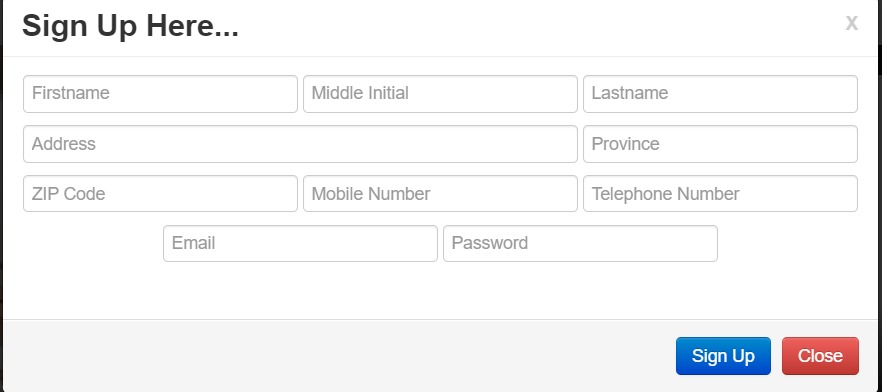 Sign Up Here...
x
Firstname Middle Initial Lastname
Address Province
ZIP Code Mobile Number Telephone Number
Email Password
Sign Up Close